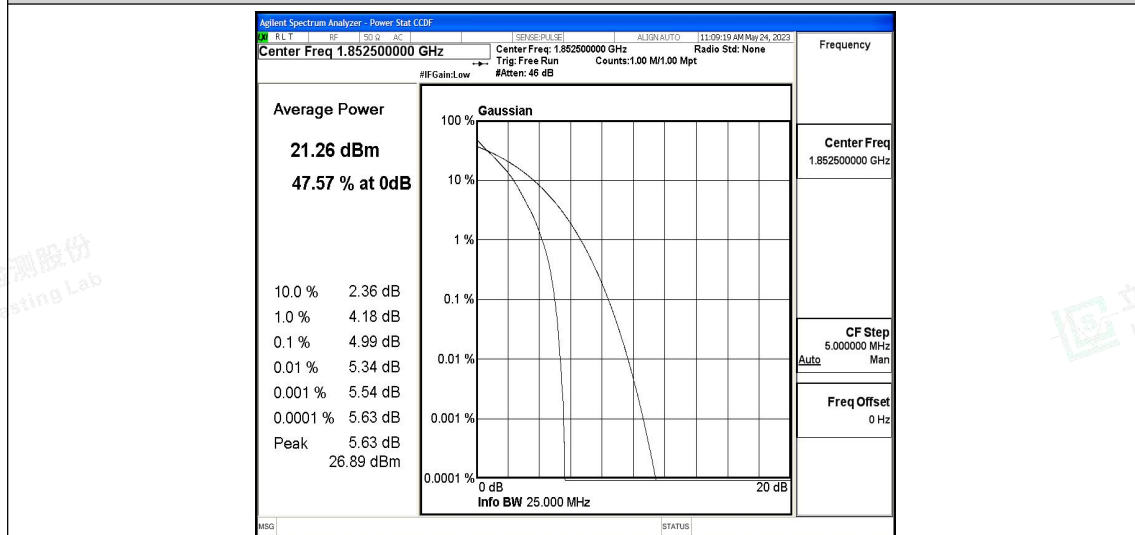 Agilent Spectrum Analyzer - Power Stat CCDF
RLT RF 50 Ω AC SENSE:PULSE ALIGN AUTO 11:09:19 AM May 24, 2023
Center Freq 1.852500000 GHz
Center Freq: 1.852500000 GHz Radio Std: None
Trig: Free Run Counts:1.00 M/1.00 Mpt
#IFGain:Low #Atten: 46 dB
Frequency
Average Power
21.26 dBm
47.57 % at 0dB
10.0 % 2.36 dB
1.0 % 4.18 dB
0.1 % 4.99 dB
0.01 % 5.34 dB
0.001 % 5.54 dB
0.0001 % 5.63 dB
Peak 5.63 dB
26.89 dBm
Gaussian
100 %
10 %
1 %
0.1 %
0.01 %
0.001 %
0.0001 %
0 dB 20 dB
Info BW 25.000 MHz
Center Freq
1.852500000 GHz
CF Step
5.000000 MHz
Auto Man
Freq Offset
0 Hz
MSG STATUS
测股份
sting Lab